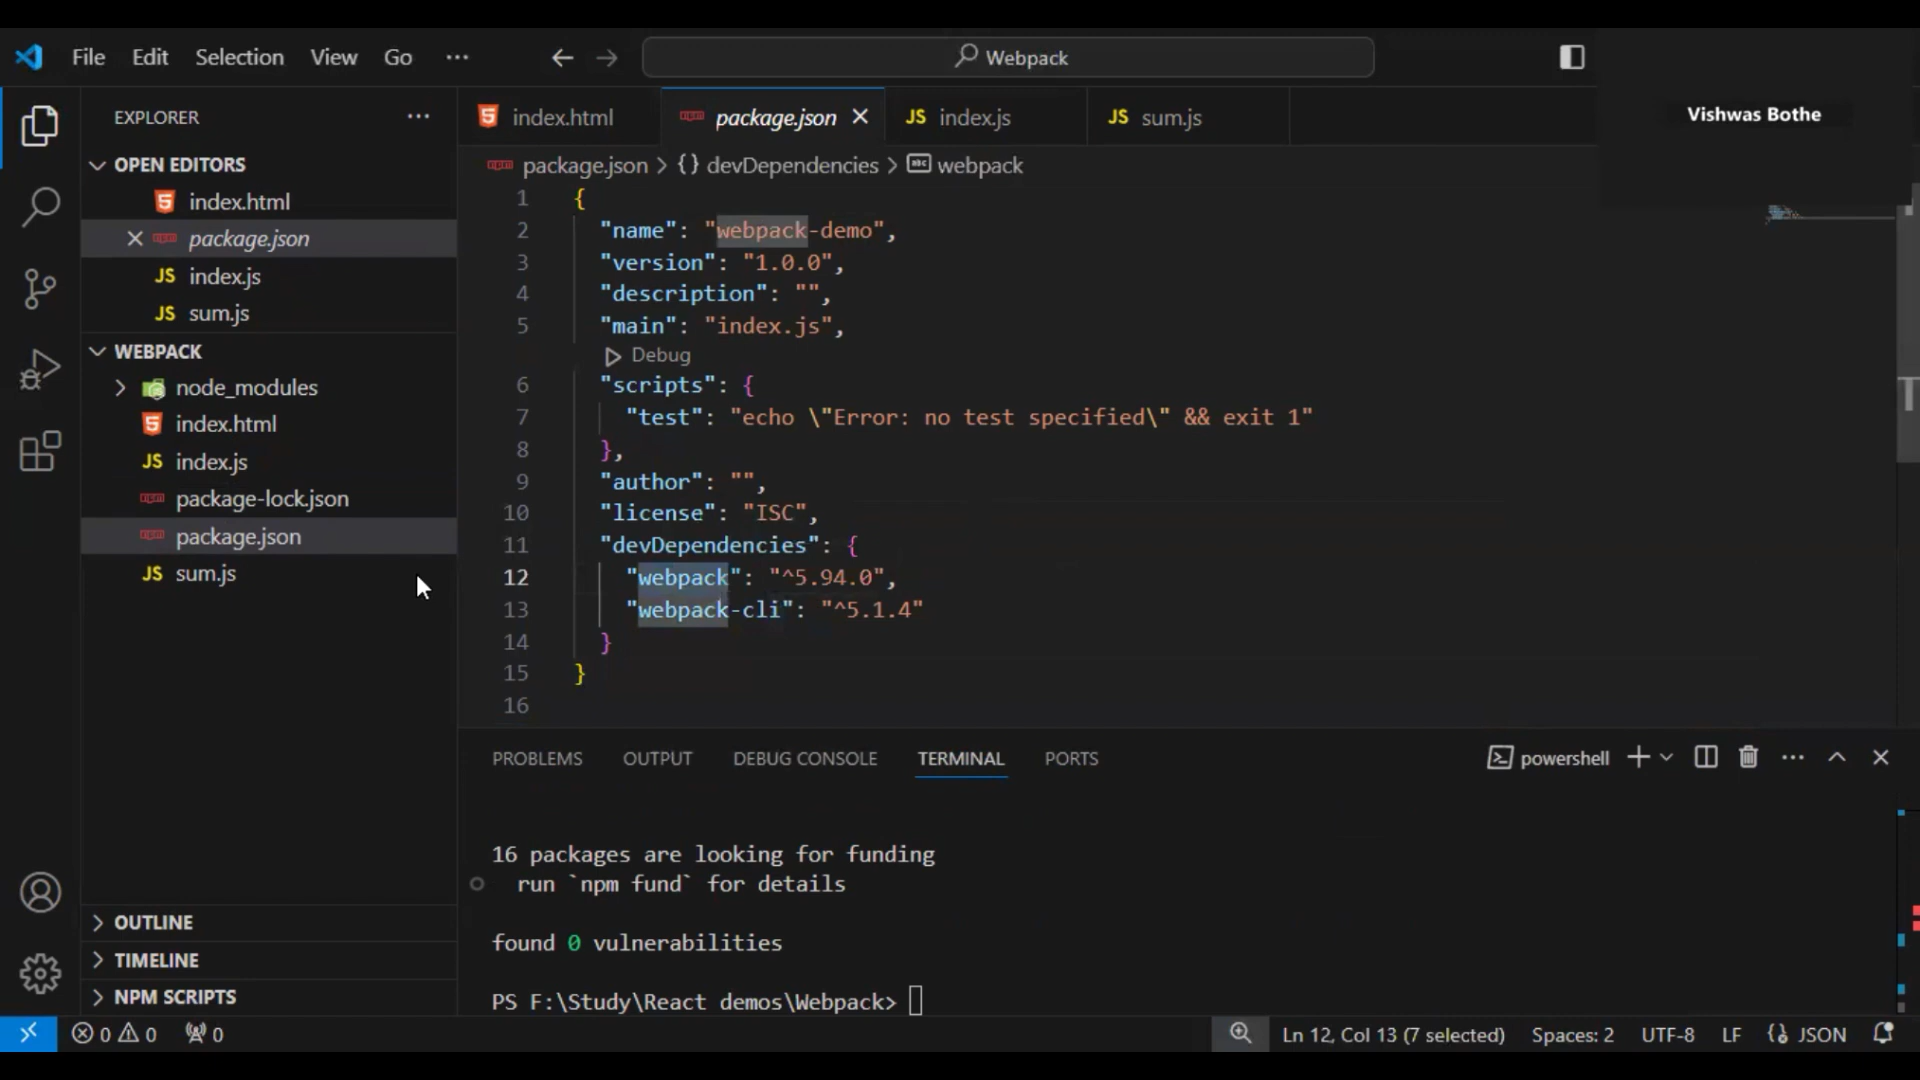 File Edit Selection View Go ···
Webpack
Vishwas Bothe
EXPLORER ···
OPEN EDITORS
index.html
package.json
JS index.js
JS sum.js
WEBPACK
node_modules
index.html
JS index.js
package-lock.json
package.json
JS sum.js
OUTLINE
TIMELINE
NPM SCRIPTS
index.html
package.json
JS index.js
JS sum.js
package.json > {} devDependencies > abc webpack
1 {
2 "name": "webpack-demo",
3 "version": "1.0.0",
4 "description": "",
5 "main": "index.js",
Debug
6 "scripts": {
7 "test": "echo \"Error: no test specified\" && exit 1"
8 },
9 "author": "",
10 "license": "ISC",
11 "devDependencies": {
12 "webpack": "^5.94.0",
13 "webpack-cli": "^5.1.4"
14 }
15 }
16
PROBLEMS OUTPUT DEBUG CONSOLE TERMINAL PORTS
powershell
16 packages are looking for funding
run `npm fund` for details
found 0 vulnerabilities
PS F:\Study\React demos\Webpack>
0 0 0
Ln 12, Col 13 (7 selected) Spaces: 2 UTF-8 LF {} JSON